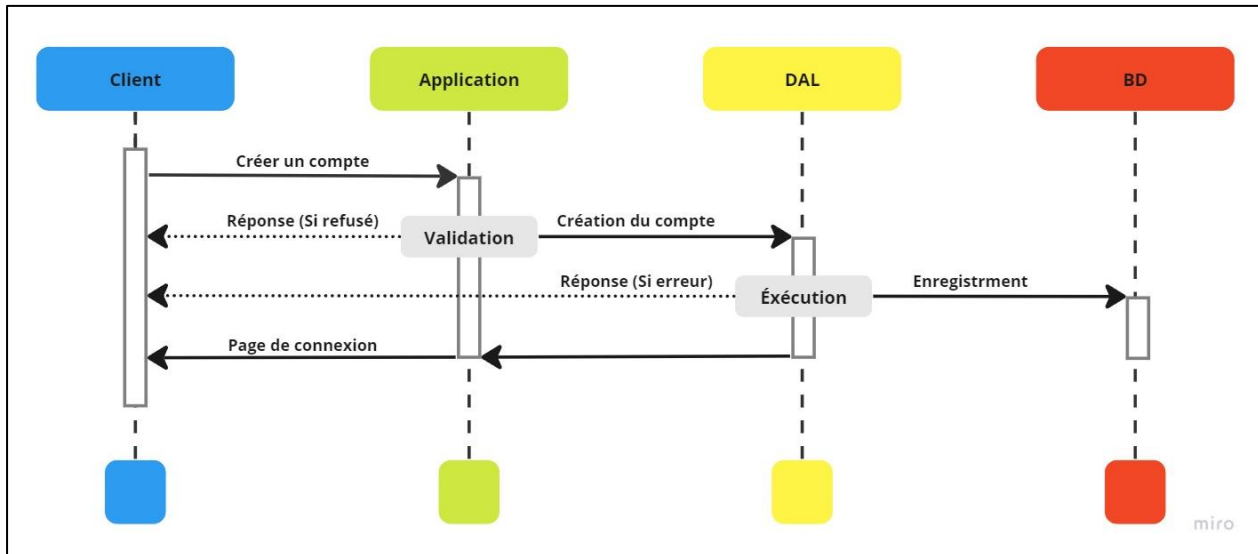 Client
Application
DAL
BD
Créer un compte
Réponse (Si refusé)
Validation
Création du compte
Réponse (Si erreur)
Éxécution
Enregistrment
Page de connexion
miro